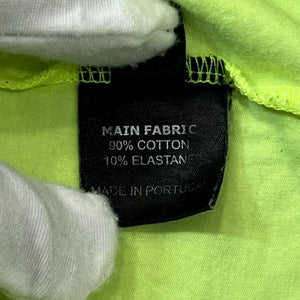 MAIN FABRIC
90% COTTON
10% ELASTANE
MADE IN PORTUGAL